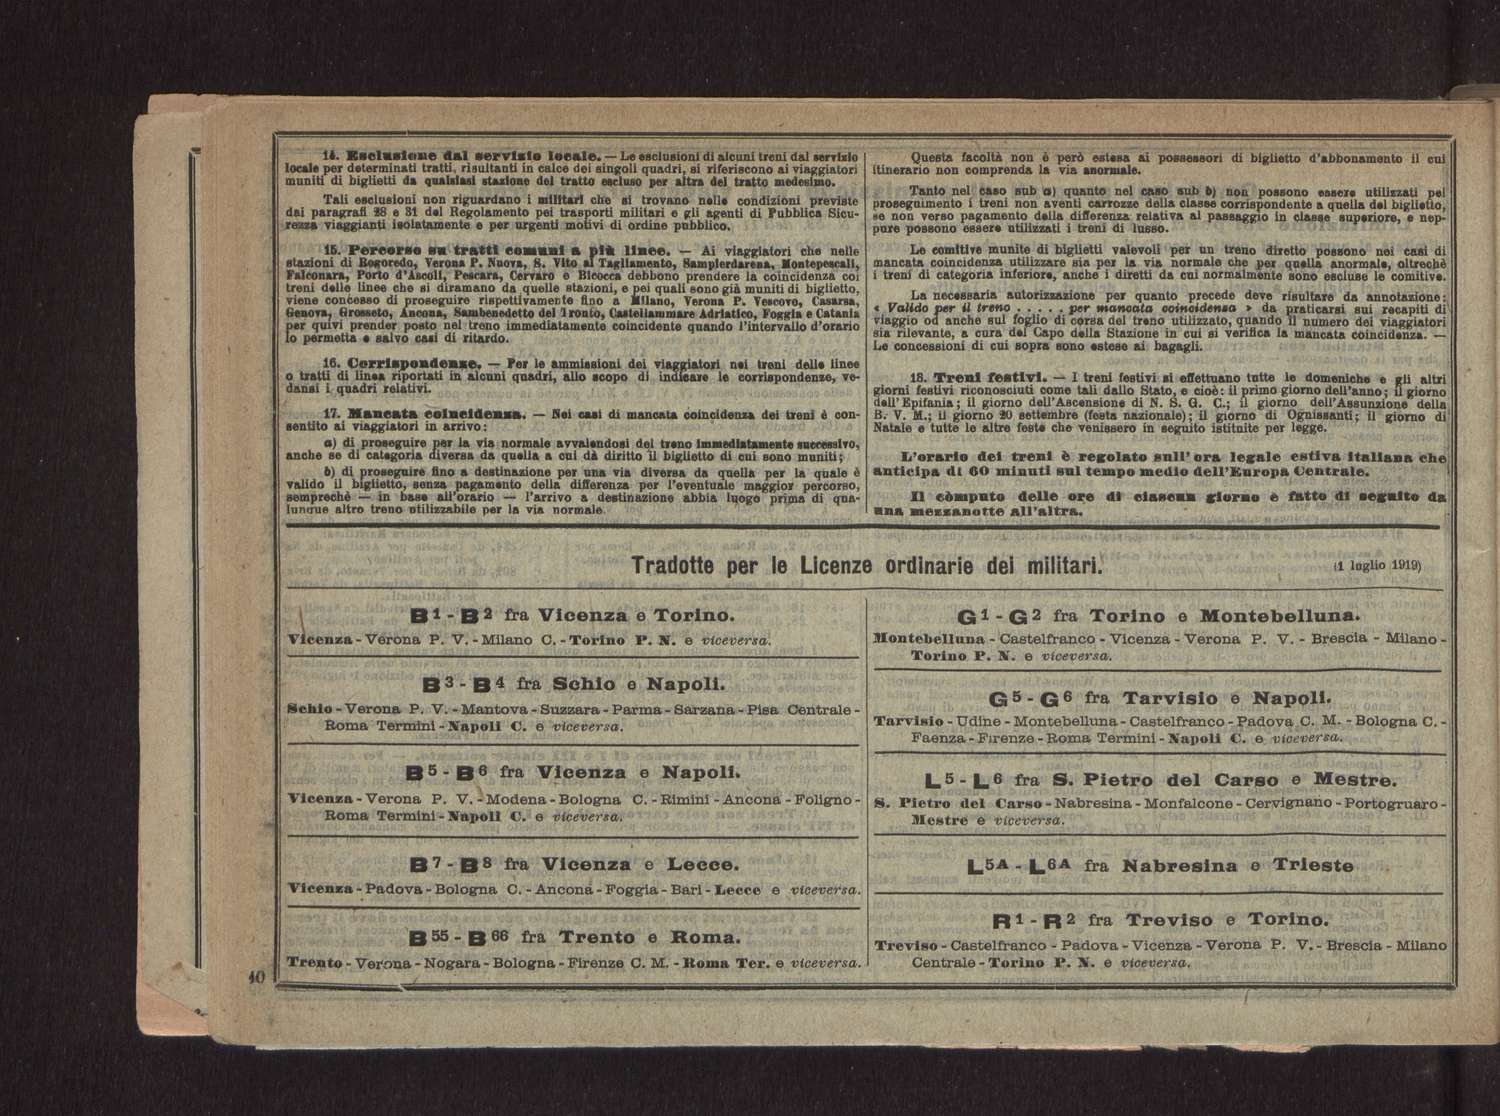 14. Esclusione dal servizio locale. — Le esclusioni di alcuni treni dal servizio
locale per determinati tratti, risultanti in calce dei singoli quadri, si riferiscono ai viaggiatori
muniti di biglietti da qualsiasi stazione del tratto escluso per altra del tratto medesimo.
Tali esclusioni non riguardano i militari che si trovano nelle condizioni previste
dai paragrafi 28 e 31 del Regolamento pei trasporti militari e gli agenti di Pubblica Sicu-
rezza viaggianti isolatamente e per urgenti motivi di ordine pubblico.
15. Percorso su tratti comuni a più linee. — Ai viaggiatori che nelle
stazioni di Rogoredo, Verona P. Nuova, S. Vito al Tagliamento, Sampierdarena, Montepescali,
Falconara, Porto d'Ascoli, Pescara, Cervaro e Bicocca debbono prendere la coincidenza coi
treni delle linee che si diramano da quelle stazioni, e pei quali sono già muniti di biglietto,
viene concesso di proseguire rispettivamente fino a Milano, Verona P. Vescovo, Casarsa,
Genova, Grosseto, Ancona, Sambenedetto del Tronto, Castellammare Adriatico, Foggia e Catania
per quivi prender posto nel treno immediatamente coincidente quando l'intervallo d'orario
lo permetta e salvo casi di ritardo.
16. Corrispondenze. — Per le ammissioni dei viaggiatori nei treni delle linee
o tratti di linea riportati in alcuni quadri, allo scopo di indicare le corrispondenze, ve-
dansi i quadri relativi.
17. Mancata coincidenza. — Nei casi di mancata coincidenza dei treni è con-
sentito ai viaggiatori in arrivo:
a) di proseguire per la via normale avvalendosi del treno immediatamente successivo,
anche se di categoria diversa da quella a cui dà diritto il biglietto di cui sono muniti;
b) di proseguire fino a destinazione per una via diversa da quella per la quale è
valido il biglietto, senza pagamento della differenza per l'eventuale maggior percorso,
semprechè — in base all'orario — l'arrivo a destinazione abbia luogo prima di qua-
lunque altro treno utilizzabile per la via normale.
Questa facoltà non è però estesa ai possessori di biglietto d'abbonamento il cui
itinerario non comprenda la via anormale.
Tanto nel caso sub a) quanto nel caso sub b) non possono essere utilizzati pel
proseguimento i treni non aventi carrozze della classe corrispondente a quella del biglietto,
se non verso pagamento della differenza relativa al passaggio in classe superiore, e nep-
pure possono essere utilizzati i treni di lusso.
Le comitive munite di biglietti valevoli per un treno diretto possono nei casi di
mancata coincidenza utilizzare sia per la via normale che per quella anormale, oltrechè
i treni di categoria inferiore, anche i diretti da cui normalmente sono escluse le comitive.
La necessaria autorizzazione per quanto precede deve risultare da annotazione:
« Valido per il treno . . . . . per mancata coincidenza » da praticarsi sui recapiti di
viaggio od anche sul foglio di corsa del treno utilizzato, quando il numero dei viaggiatori
sia rilevante, a cura del Capo della Stazione in cui si verifica la mancata coincidenza. —
Le concessioni di cui sopra sono estese ai bagagli.
18. Treni festivi. — I treni festivi si effettuano tutte le domeniche e gli altri
giorni festivi riconosciuti come tali dallo Stato, e cioè: il primo giorno dell'anno; il giorno
dell'Epifania; il giorno dell'Ascensione di N. S. G. C.; il giorno dell'Assunzione della
B. V. M.; il giorno 20 settembre (festa nazionale); il giorno di Ognissanti; il giorno di
Natale e tutte le altre feste che venissero in seguito istituite per legge.
L'orario dei treni è regolato sull'ora legale estiva italiana che
anticipa di 60 minuti sul tempo medio dell'Europa Centrale.
Il còmputo delle ore di ciascun giorno è fatto di seguito da
una mezzanotte all'altra.
Tradotte per le Licenze ordinarie dei militari. (1 luglio 1919)
B1 - B2 fra Vicenza e Torino.
Vicenza - Verona P. V. - Milano C. - Torino P. N. e viceversa.
B3 - B4 fra Schio e Napoli.
Schio - Verona P. V. - Mantova - Suzzara - Parma - Sarzana - Pisa Centrale -
Roma Termini - Napoli C. e viceversa.
B5 - B6 fra Vicenza e Napoli.
Vicenza - Verona P. V. - Modena - Bologna C. - Rimini - Ancona - Foligno -
Roma Termini - Napoli C. e viceversa.
B7 - B8 fra Vicenza e Lecce.
Vicenza - Padova - Bologna C. - Ancona - Foggia - Bari - Lecce e viceversa.
B55 - B66 fra Trento e Roma.
Trento - Verona - Nogara - Bologna - Firenze C. M. - Roma Ter. e viceversa.
G1 - G2 fra Torino e Montebelluna.
Montebelluna - Castelfranco - Vicenza - Verona P. V. - Brescia - Milano -
Torino P. N. e viceversa.
G5 - G6 fra Tarvisio e Napoli.
Tarvisio - Udine - Montebelluna - Castelfranco - Padova C. M. - Bologna C. -
Faenza - Firenze - Roma Termini - Napoli C. e viceversa.
L5 - L6 fra S. Pietro del Carso e Mestre.
S. Pietro del Carso - Nabresina - Monfalcone - Cervignano - Portogruaro -
Mestre e viceversa.
L5A - L6A fra Nabresina e Trieste
R1 - R2 fra Treviso e Torino.
Treviso - Castelfranco - Padova - Vicenza - Verona P. V. - Brescia - Milano
Centrale - Torino P. N. e viceversa.
40